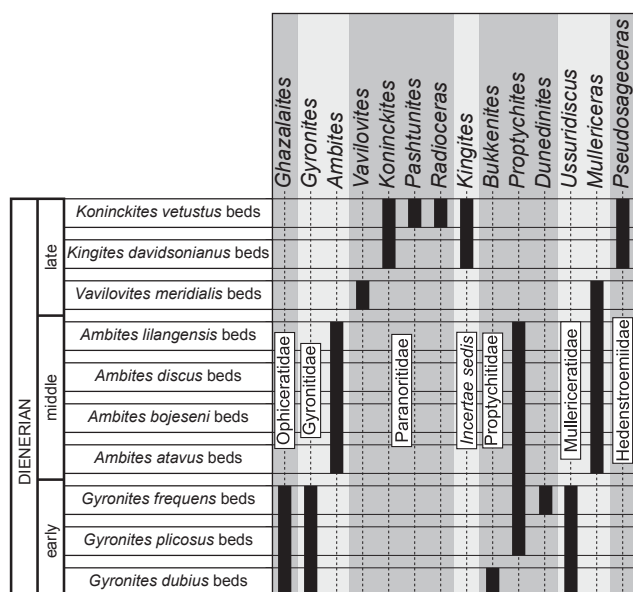 Ghazalaites
Gyronites
Ambites
Vavilovites
Koninckites
Pashtunites
Radioceras
Kingites
Bukkenites
Proptychites
Dunedinites
Ussuridiscus
Mullericeras
Pseudosageceras
DIENERIAN
late
Koninckites vetustus beds
Kingites davidsonianus beds
Vavilovites meridialis beds
middle
Ambites lilangensis beds
Ambites discus beds
Ambites bojeseni beds
Ambites atavus beds
early
Gyronites frequens beds
Gyronites plicosus beds
Gyronites dubius beds
Ophiceratidae
Gyronitidae
Paranoritidae
Incertae sedis
Proptychitidae
Mullericeratidae
Hedenstroemiidae